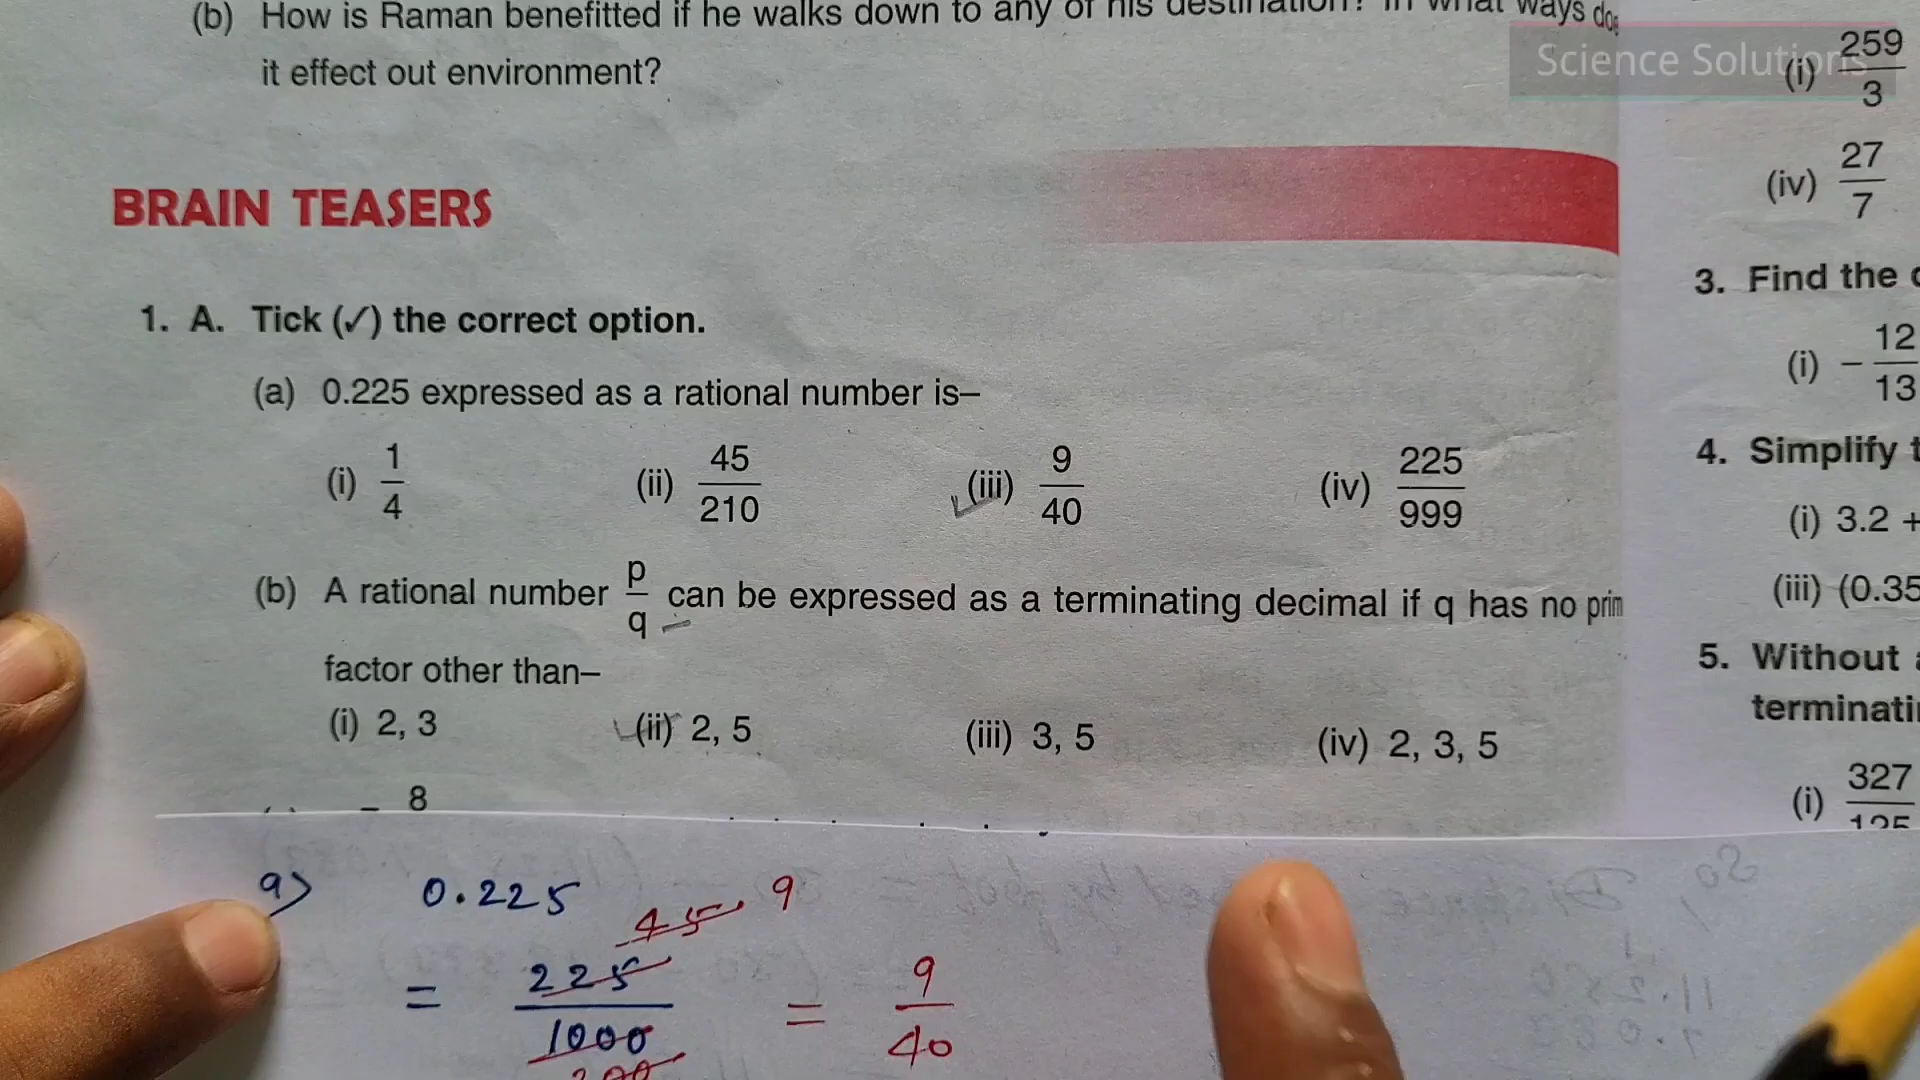 (b) How is Raman benefitted if he walks down to any of his destination? In what ways does
it effect out environment?
Science Solutions
BRAIN TEASERS
1. A. Tick (✓) the correct option.
(a) 0.225 expressed as a rational number is–
(i) 1/4 (ii) 45/210 (iii) 9/40 (iv) 225/999
(b) A rational number p/q can be expressed as a terminating decimal if q has no prim
factor other than–
(i) 2, 3 (ii) 2, 5 (iii) 3, 5 (iv) 2, 3, 5
8
a) 0.225
45 9
= 225/1000 = 9/40
200
(i) 259/3
(iv) 27/7
3. Find the
(i) - 12/13
4. Simplify
(i) 3.2 +
(iii) (0.35
5. Without
terminati
(i) 327/125